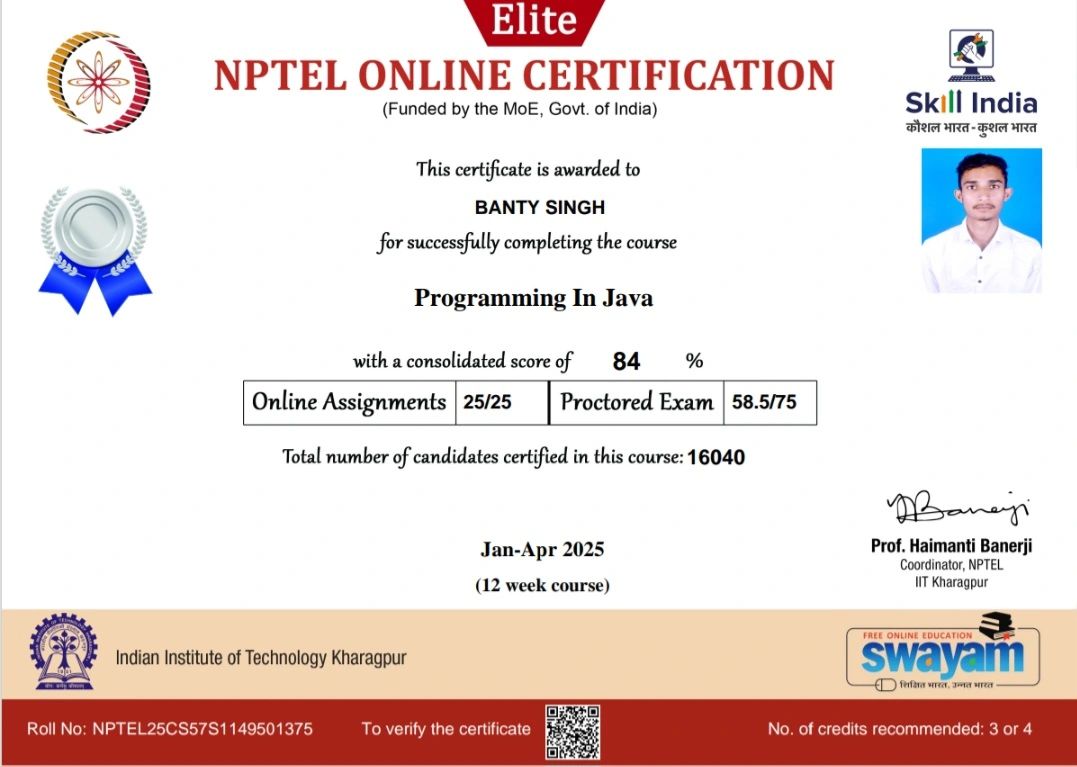 Elite
NPTEL ONLINE CERTIFICATION
(Funded by the MoE, Govt. of India)
Skill India
कौशल भारत - कुशल भारत
This certificate is awarded to
BANTY SINGH
for successfully completing the course
Programming In Java
with a consolidated score of 84 %
Online Assignments 25/25 Proctored Exam 58.5/75
Total number of candidates certified in this course: 16040
NBanerji
Prof. Haimanti Banerji
Coordinator, NPTEL
IIT Kharagpur
Jan-Apr 2025
(12 week course)
Indian Institute of Technology Kharagpur
FREE ONLINE EDUCATION
swayam
शिक्षित भारत, उन्नत भारत
Roll No: NPTEL25CS57S1149501375 To verify the certificate No. of credits recommended: 3 or 4